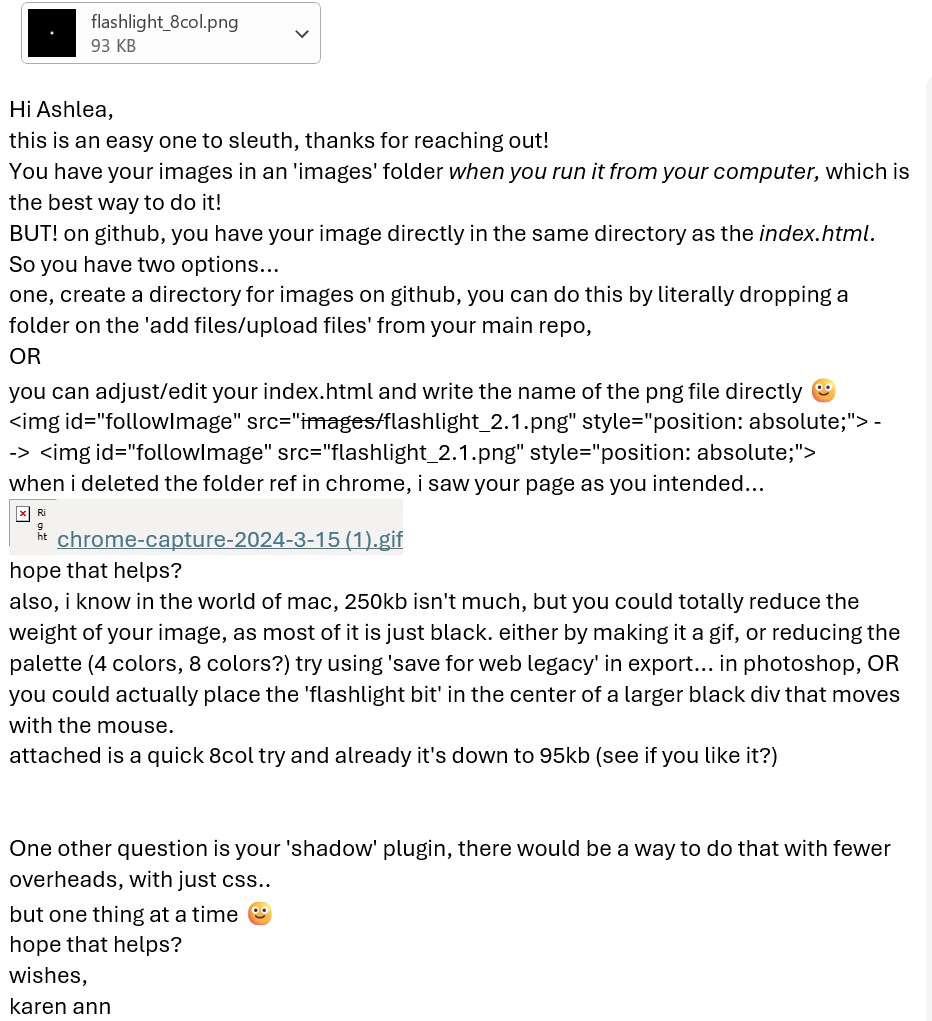 flashlight_8col.png
93 KB
Hi Ashlea,
this is an easy one to sleuth, thanks for reaching out!
You have your images in an 'images' folder when you run it from your computer, which is
the best way to do it!
BUT! on github, you have your image directly in the same directory as the index.html.
So you have two options...
one, create a directory for images on github, you can do this by literally dropping a
folder on the 'add files/upload files' from your main repo,
OR
you can adjust/edit your index.html and write the name of the png file directly 🙂
<img id="followImage" src="images/flashlight_2.1.png" style="position: absolute;"> -
-> <img id="followImage" src="flashlight_2.1.png" style="position: absolute;">
when i deleted the folder ref in chrome, i saw your page as you intended...
Ri
g
ht
chrome-capture-2024-3-15 (1).gif
hope that helps?
also, i know in the world of mac, 250kb isn't much, but you could totally reduce the
weight of your image, as most of it is just black. either by making it a gif, or reducing the
palette (4 colors, 8 colors?) try using 'save for web legacy' in export... in photoshop, OR
you could actually place the 'flashlight bit' in the center of a larger black div that moves
with the mouse.
attached is a quick 8col try and already it's down to 95kb (see if you like it?)
One other question is your 'shadow' plugin, there would be a way to do that with fewer
overheads, with just css..
but one thing at a time 🙂
hope that helps?
wishes,
karen ann